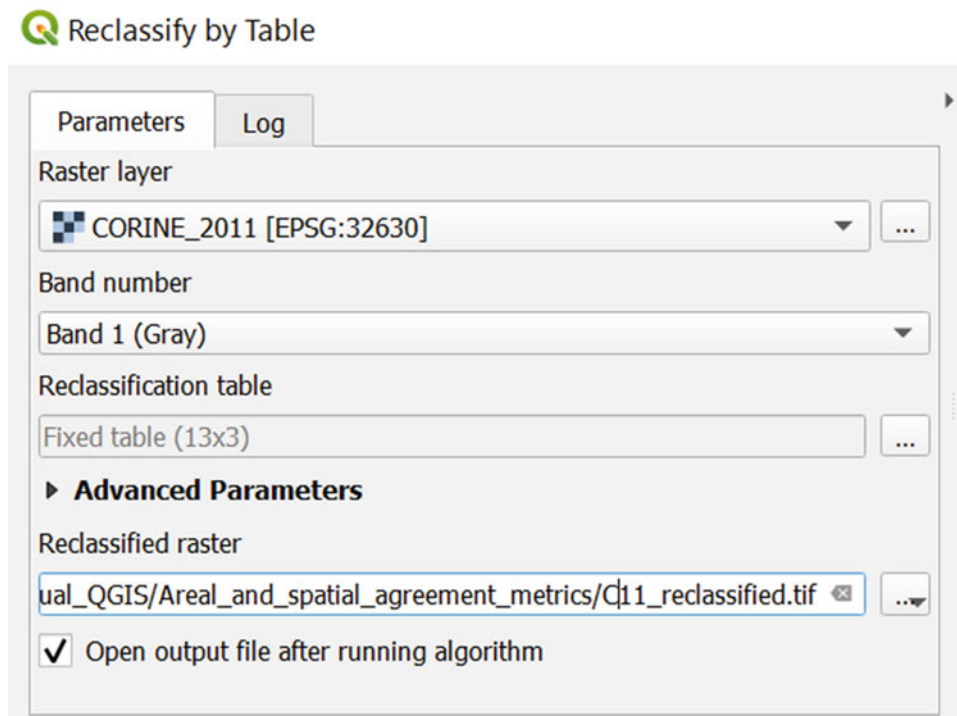 Reclassify by Table
Parameters
Log
Raster layer
CORINE_2011 [EPSG:32630]
...
Band number
Band 1 (Gray)
Reclassification table
Fixed table (13x3)
...
Advanced Parameters
Reclassified raster
ual_QGIS/Areal_and_spatial_agreement_metrics/C11_reclassified.tif
...
Open output file after running algorithm